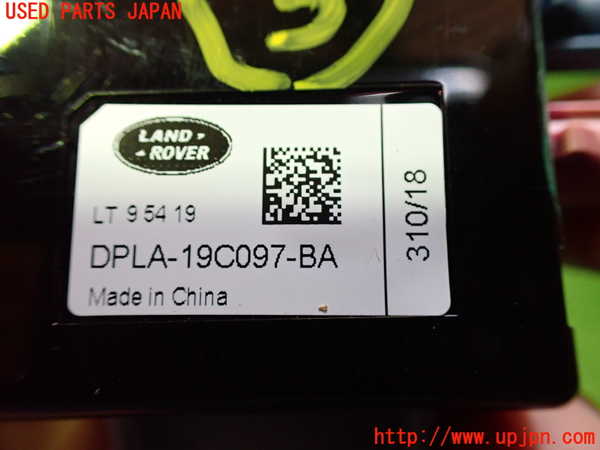 USED PARTS JAPAN
LAND
ROVER
LT 9 54 19
DPLA-19C097-BA
Made in China
310/18
http://www.upjpn.com/